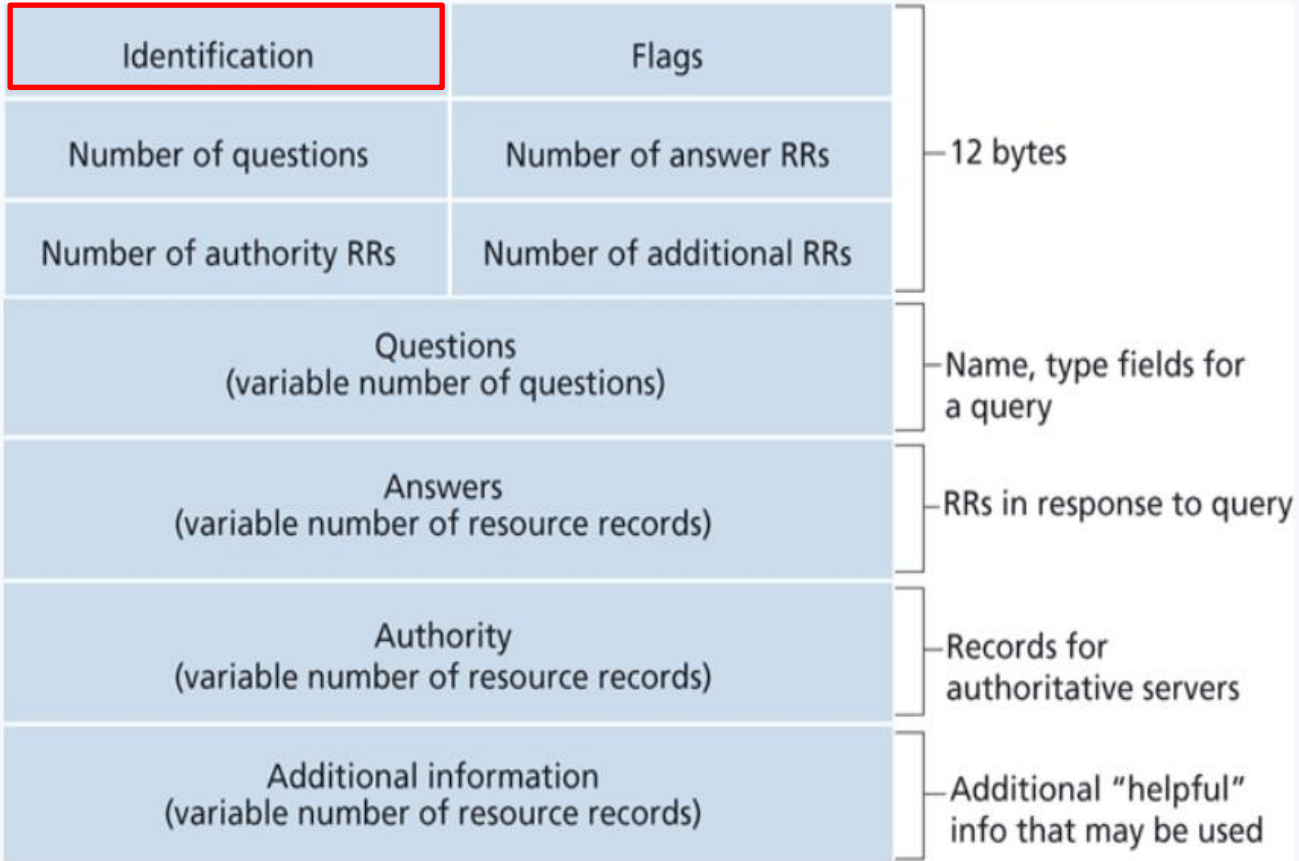 Identification
Flags
Number of questions
Number of answer RRs
12 bytes
Number of authority RRs
Number of additional RRs
Questions
(variable number of questions)
Name, type fields for
a query
Answers
(variable number of resource records)
RRs in response to query
Authority
(variable number of resource records)
Records for
authoritative servers
Additional information
(variable number of resource records)
Additional “helpful”
info that may be used